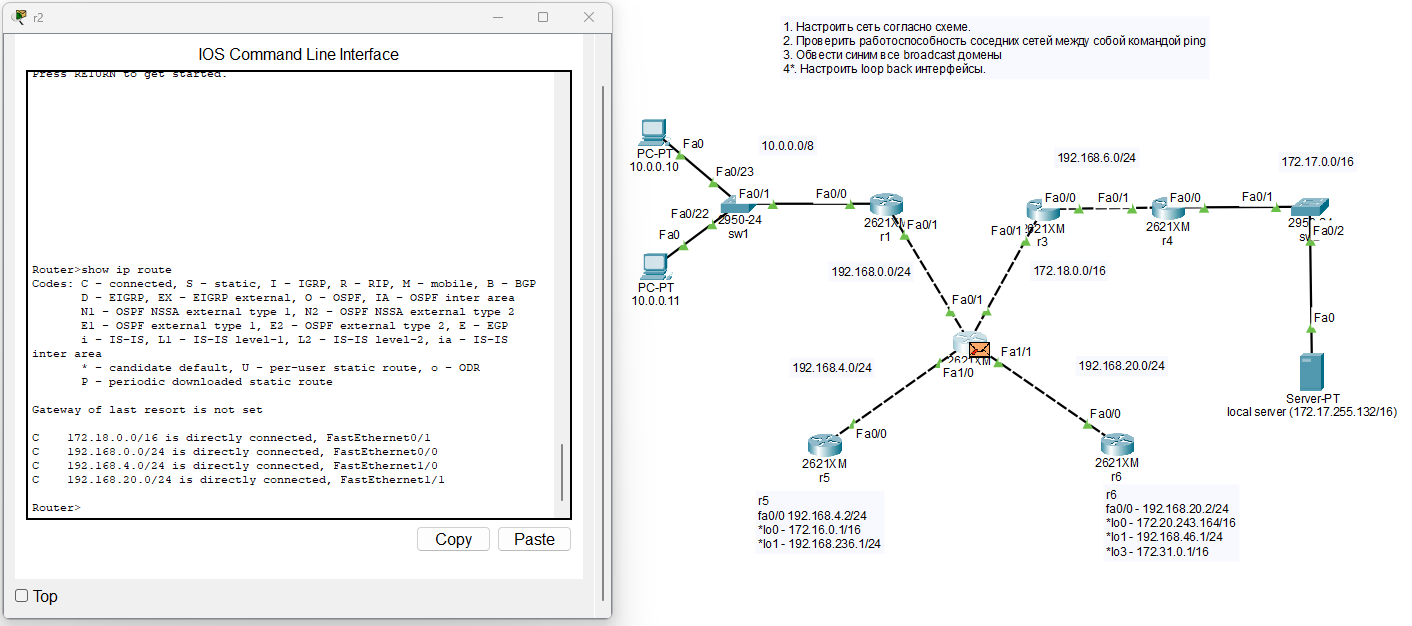 r2
IOS Command Line Interface
Press RETURN to get started.
Router>show ip route
Codes: C - connected, S - static, I - IGRP, R - RIP, M - mobile, B - BGP
D - EIGRP, EX - EIGRP external, O - OSPF, IA - OSPF inter area
N1 - OSPF NSSA external type 1, N2 - OSPF NSSA external type 2
E1 - OSPF external type 1, E2 - OSPF external type 2, E - EGP
i - IS-IS, L1 - IS-IS level-1, L2 - IS-IS level-2, ia - IS-IS
inter area
* - candidate default, U - per-user static route, o - ODR
P - periodic downloaded static route
Gateway of last resort is not set
C 172.18.0.0/16 is directly connected, FastEthernet0/1
C 192.168.0.0/24 is directly connected, FastEthernet0/0
C 192.168.4.0/24 is directly connected, FastEthernet1/0
C 192.168.20.0/24 is directly connected, FastEthernet1/1
Router>
Copy
Paste
Top
1. Настроить сеть согласно схеме.
2. Проверить работоспособность соседних сетей между собой командой ping
3. Обвести синим все broadcast домены
4*. Настроить loop back интерфейсы.
Fa0
PC-PT
10.0.0.10
10.0.0.0/8
192.168.6.0/24
172.17.0.0/16
Fa0/23
Fa0/1
Fa0/0
Fa0/22
2950-24
sw1
Fa0
PC-PT
10.0.0.11
2621XM
r1
Fa0/1
Fa0/0
Fa0/1
Fa0/1
2621XM
r3
Fa0/0
2621XM
r4
Fa0/1
2950-24
Fa0/2
192.168.0.0/24
172.18.0.0/16
Fa0/1
2621XM
Fa1/1
Fa1/0
Fa0
192.168.4.0/24
192.168.20.0/24
Server-PT
local server (172.17.255.132/16)
Fa0/0
Fa0/0
2621XM
r5
2621XM
r6
r5
fa0/0 192.168.4.2/24
*lo0 - 172.16.0.1/16
*lo1 - 192.168.236.1/24
r6
fa0/0 - 192.168.20.2/24
*lo0 - 172.20.243.164/16
*lo1 - 192.168.46.1/24
*lo3 - 172.31.0.1/16